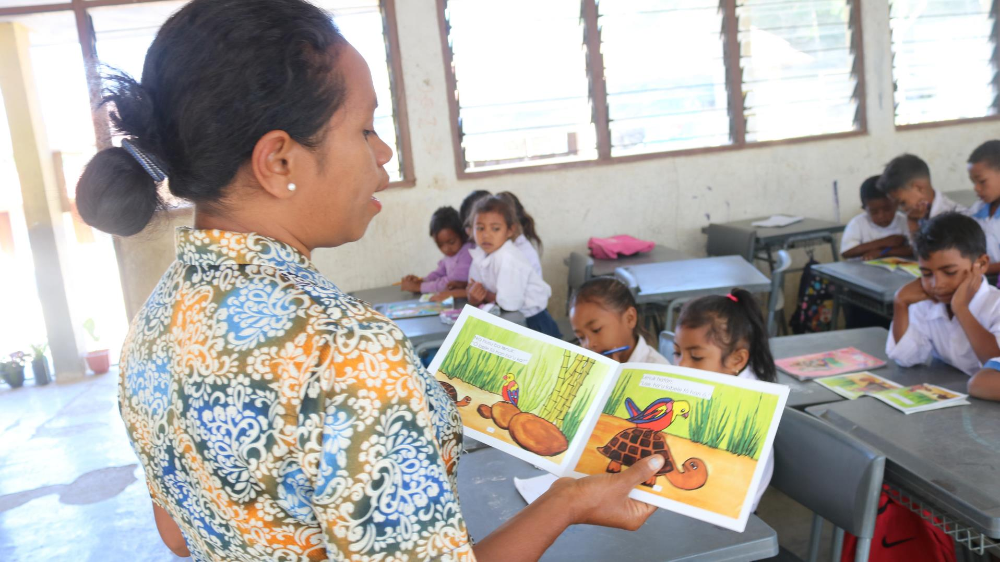 Nia husu ba lenuk:
"Ó bele fó han ha'u ka?"
Lenuk hatán:
"Lae, ha'u labele fó han ó."